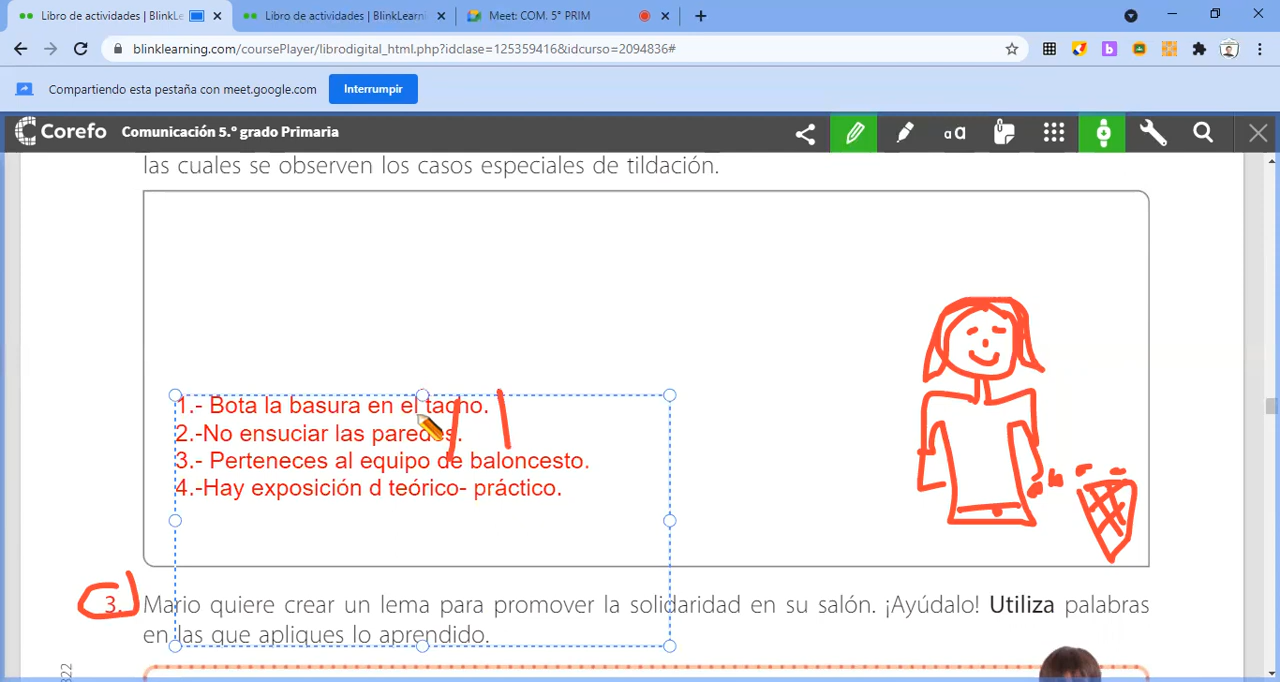 Libro de actividades | BlinkLe
Libro de actividades | BlinkLearni
Meet: COM. 5° PRIM
blinklearning.com/coursePlayer/librodigital_html.php?idclase=125359416&idcurso=2094836#
Compartiendo esta pestaña con meet.google.com
Interrumpir
Corefo
Comunicación 5.º grado Primaria
aa
las cuales se observen los casos especiales de tildación.
1.- Bota la basura en el tacho.
2.-No ensuciar las paredes.
3.- Perteneces al equipo de baloncesto.
4.-Hay exposición d teórico- práctico.
3. Mario quiere crear un lema para promover la solidaridad en su salón. ¡Ayúdalo! Utiliza palabras
en las que apliques lo aprendido.
322